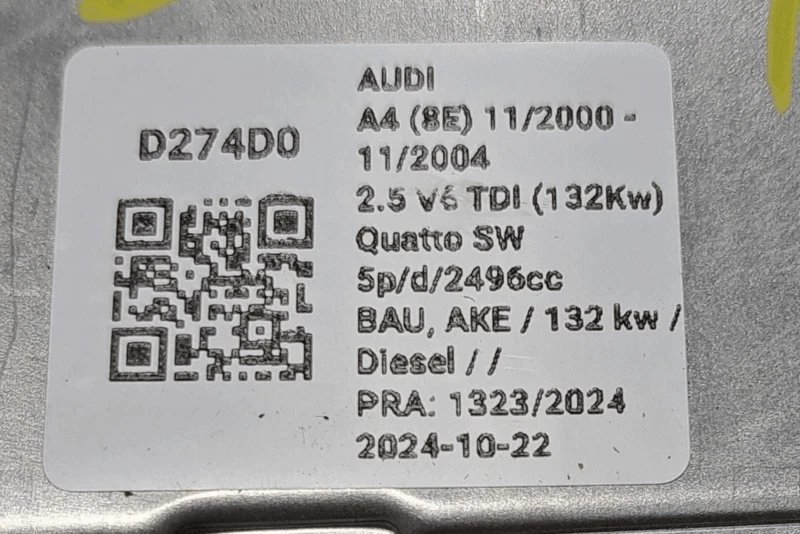 D274D0
AUDI
A4 (8E) 11/2000 -
11/2004
2.5 V6 TDI (132Kw)
Quatto SW
5p/d/2496cc
BAU, AKE / 132 kw /
Diesel / /
PRA: 1323/2024
2024-10-22